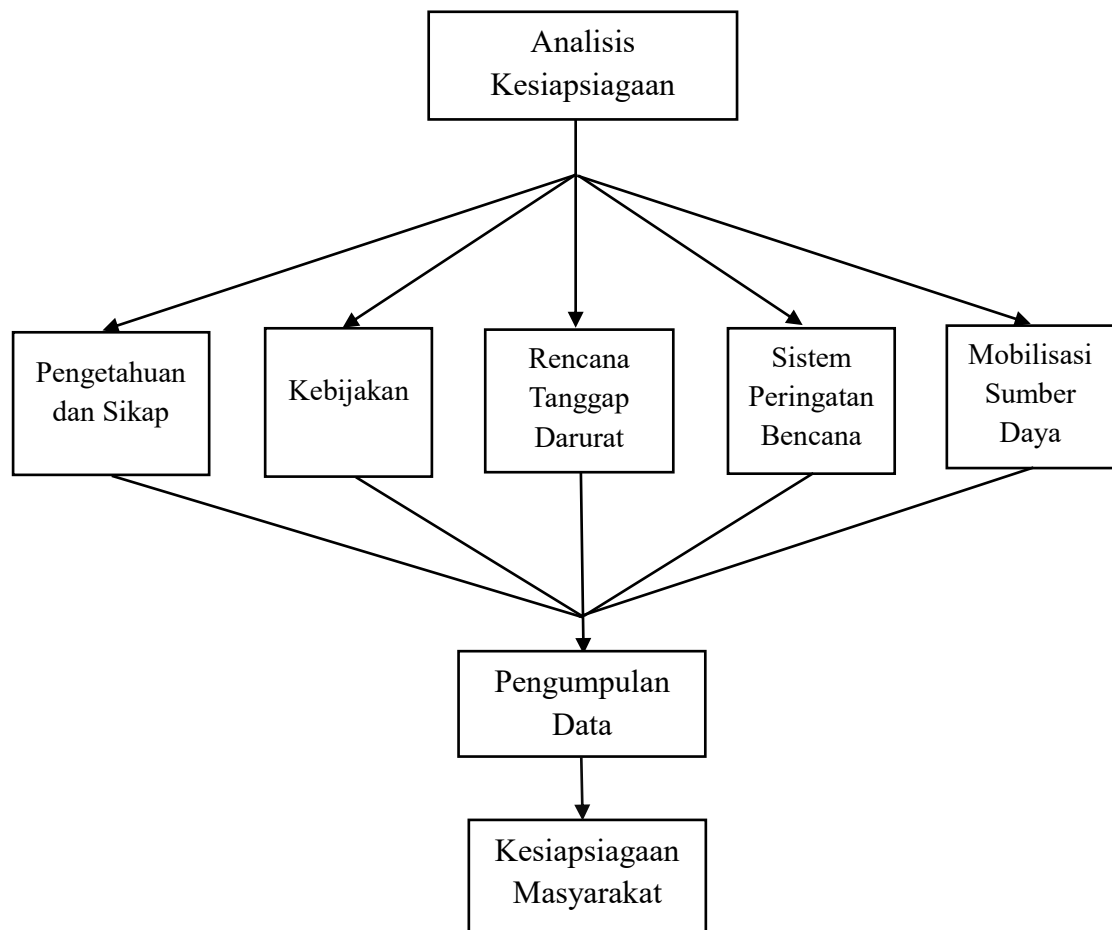 Analisis
Kesiapsiagaan
Pengetahuan
dan Sikap
Kebijakan
Rencana
Tanggap
Darurat
Sistem
Peringatan
Bencana
Mobilisasi
Sumber
Daya
Pengumpulan
Data
Kesiapsiagaan
Masyarakat